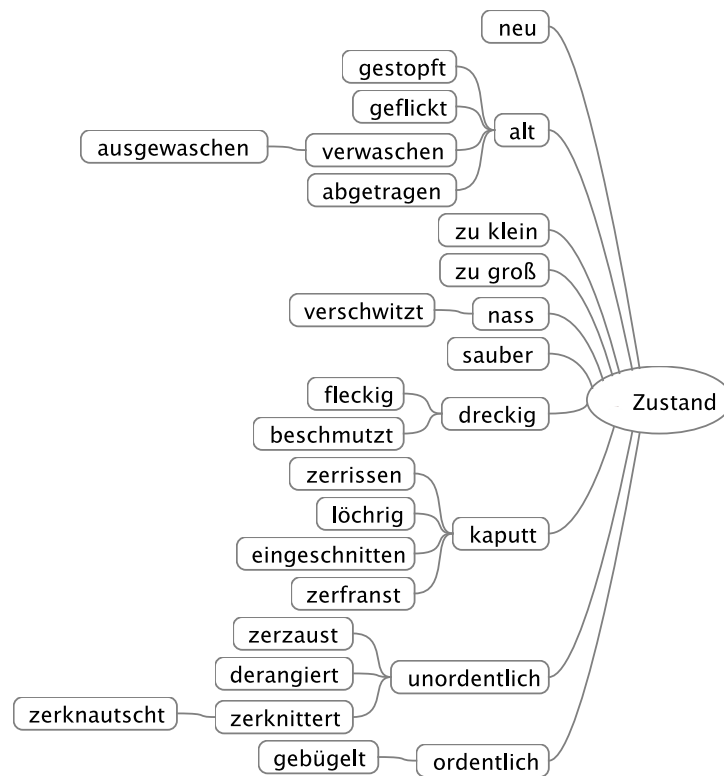 neu
gestopft
geflickt
alt
ausgewaschen
verwaschen
abgetragen
zu klein
zu groß
verschwitzt
nass
sauber
Zustand
fleckig
dreckig
beschmutzt
zerrissen
löchrig
kaputt
eingeschnitten
zerfranst
zerzaust
derangiert
unordentlich
zerknautscht
zerknittert
gebügelt
ordentlich